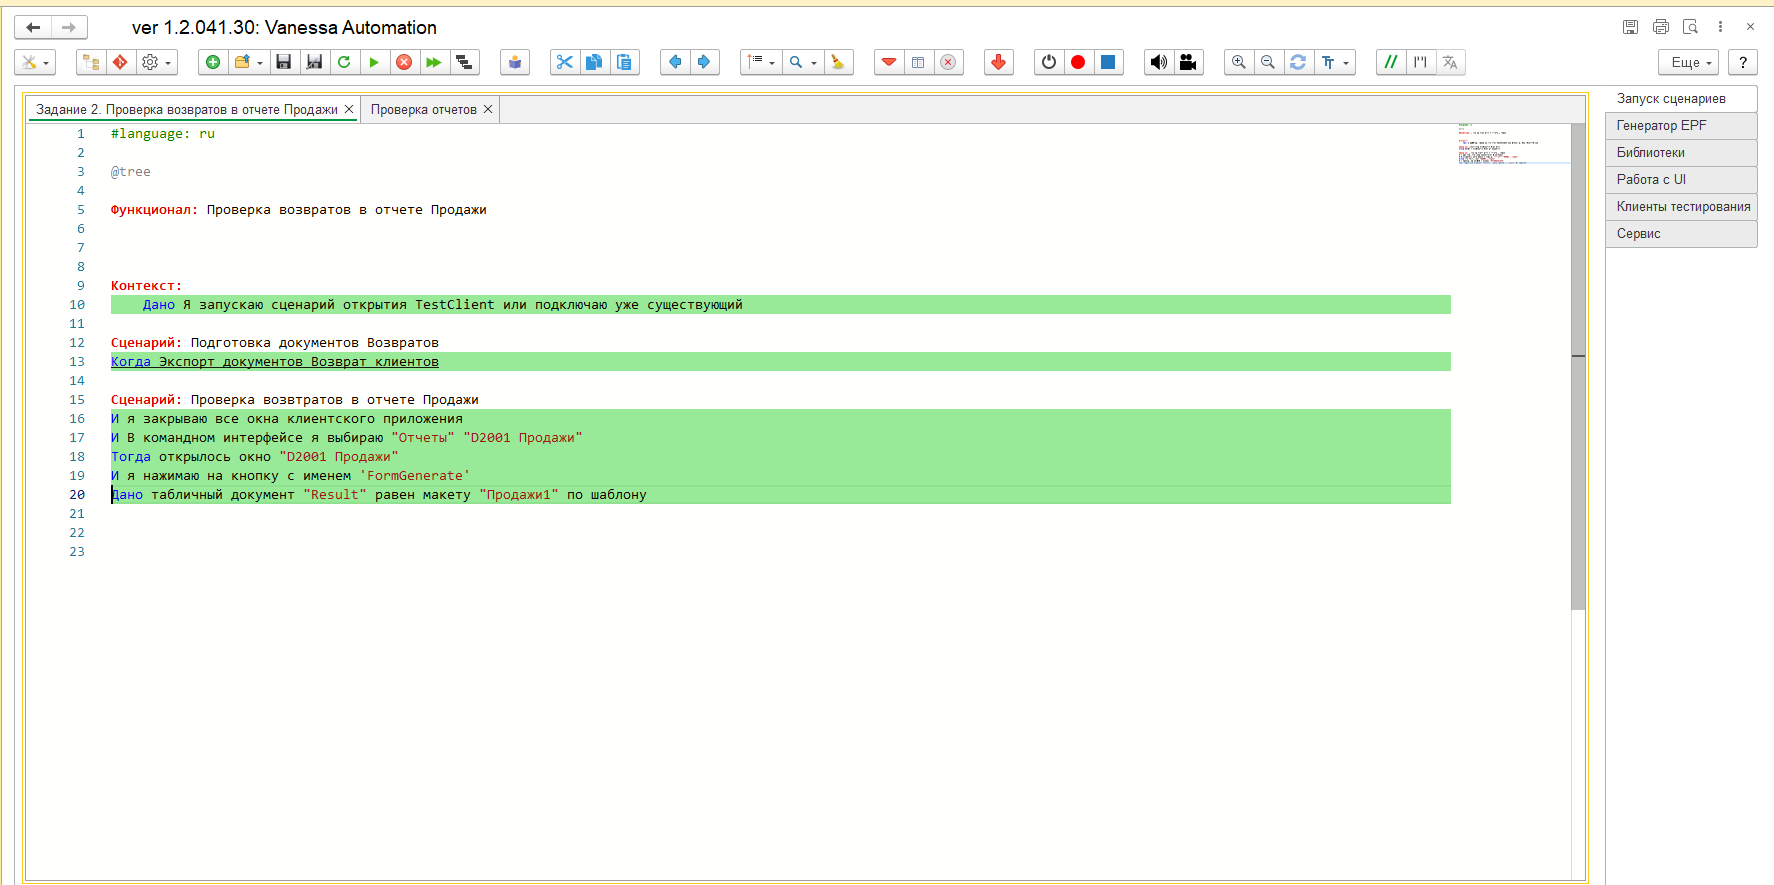 ver 1.2.041.30: Vanessa Automation
Еще
?
Задание 2. Проверка возвратов в отчете Продажи
Проверка отчетов
1 #language: ru
2
3 @tree
4
5 Функционал: Проверка возвратов в отчете Продажи
6
7
8
9 Контекст:
10 Дано Я запускаю сценарий открытия TestClient или подключаю уже существующий
11
12 Сценарий: Подготовка документов Возвратов
13 Когда Экспорт документов Возврат клиентов
14
15 Сценарий: Проверка возвтратов в отчете Продажи
16 И я закрываю все окна клиентского приложения
17 И В командном интерфейсе я выбираю "Отчеты" "D2001 Продажи"
18 Тогда открылось окно "D2001 Продажи"
19 И я нажимаю на кнопку с именем 'FormGenerate'
20 Дано табличный документ "Result" равен макету "Продажи1" по шаблону
21
22
23
Запуск сценариев
Генератор EPF
Библиотеки
Работа с UI
Клиенты тестирования
Сервис